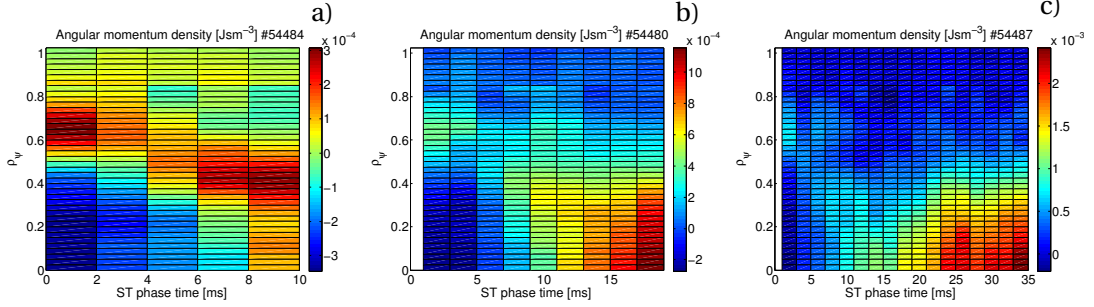 a)
Angular momentum density [Jsm⁻³] #54484
x 10⁻⁴
1
0.8
0.6
0.4
0.2
0
ρψ
0 2 4 6 8 10
ST phase time [ms]
3
2
1
0
−1
−2
−3
b)
Angular momentum density [Jsm⁻³] #54480
x 10⁻⁴
1
0.8
0.6
0.4
0.2
0
ρψ
0 5 10 15
ST phase time [ms]
10
8
6
4
2
0
−2
c)
Angular momentum density [Jsm⁻³] #54487
x 10⁻³
1
0.8
0.6
0.4
0.2
0
ρψ
0 5 10 15 20 25 30 35
ST phase time [ms]
2
1.5
1
0.5
0